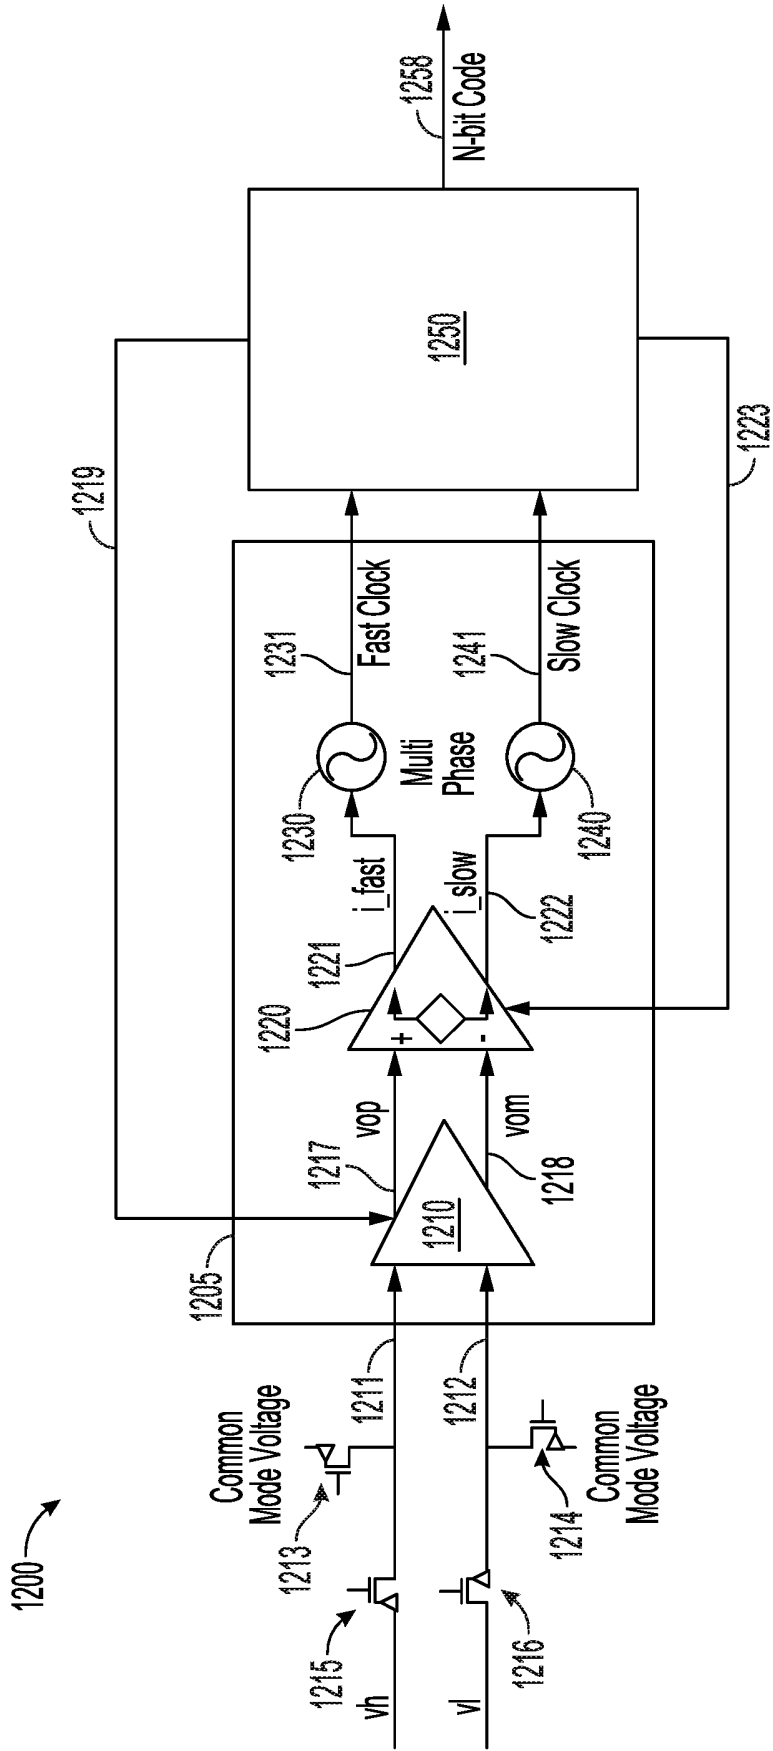 1200
vh
vl
1215
1216
Common
Mode Voltage
1213
1214
Common
Mode Voltage
1211
1212
1205
1210
1217
vop
1218
vom
1219
1220
+
-
1221
i_fast
1222
i_slow
1223
1230
Multi
Phase
1240
1231
Fast Clock
1241
Slow Clock
1250
1258
N-bit Code